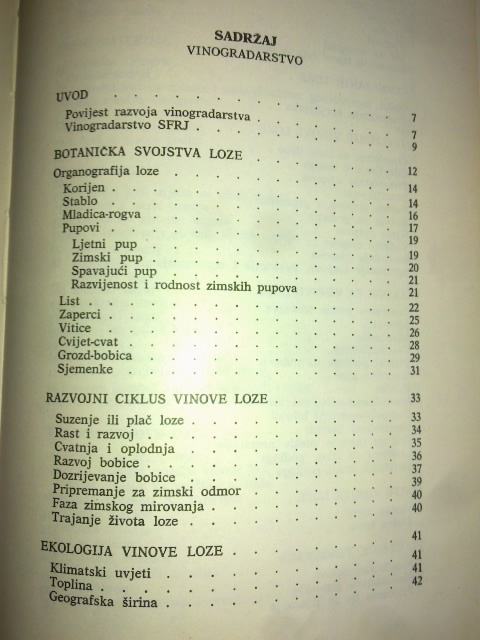 SADRŽAJ
VINOGRADARSTVO
UVOD . . . . . . . . . . 7
Povijest razvoja vinogradarstva . . . . . 7
Vinogradarstvo SFRJ . . . . . . . 9
BOTANIČKA SVOJSTVA LOZE . . . . . 12
Organografija loze . . . . . . . . 14
Korijen . . . . . . . . . . 14
Stablo . . . . . . . . . . 16
Mladica-rogva . . . . . . . . 17
Pupovi . . . . . . . . . . 19
Ljetni pup . . . . . . . . 19
Zimski pup . . . . . . . . 20
Spavajući pup . . . . . . . 21
Razvijenost i rodnost zimskih pupova . . . 21
List . . . . . . . . . . 22
Zaperci . . . . . . . . . . 25
Vitice . . . . . . . . . . 26
Cvijet-cvat . . . . . . . . . 28
Grozd-bobica . . . . . . . . 29
Sjemenke . . . . . . . . . 31
RAZVOJNI CIKLUS VINOVE LOZE . . . . . 33
Suzenje ili plač loze . . . . . . . 33
Rast i razvoj . . . . . . . . 34
Cvatnja i oplodnja . . . . . . . 35
Razvoj bobice . . . . . . . . 36
Dozrijevanje bobice . . . . . . . 37
Pripremanje za zimski odmor . . . . . 39
Faza zimskog mirovanja . . . . . . 40
Trajanje života loze . . . . . . . 40
EKOLOGIJA VINOVE LOZE . . . . . . 41
Klimatski uvjeti . . . . . . . . 41
Toplina . . . . . . . . . . 41
Geografska širina . . . . . . . . 42